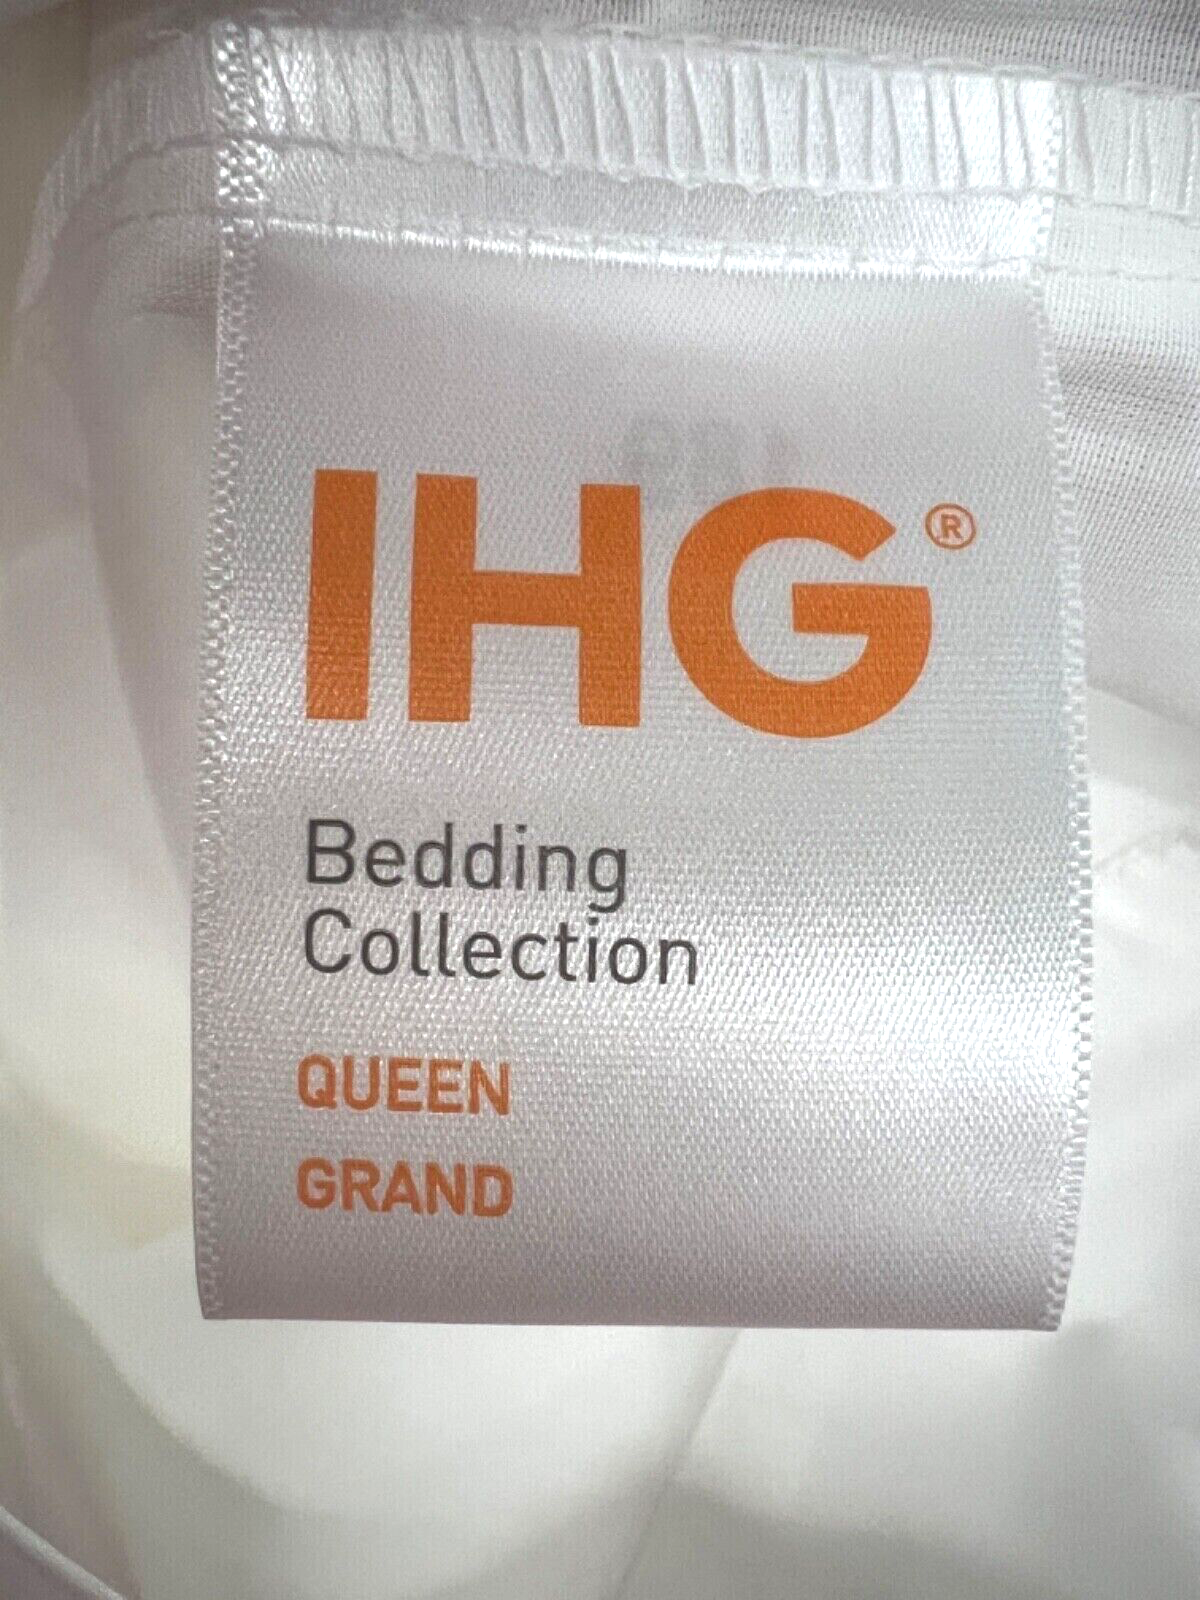 IHG®
Bedding
Collection
QUEEN
GRAND